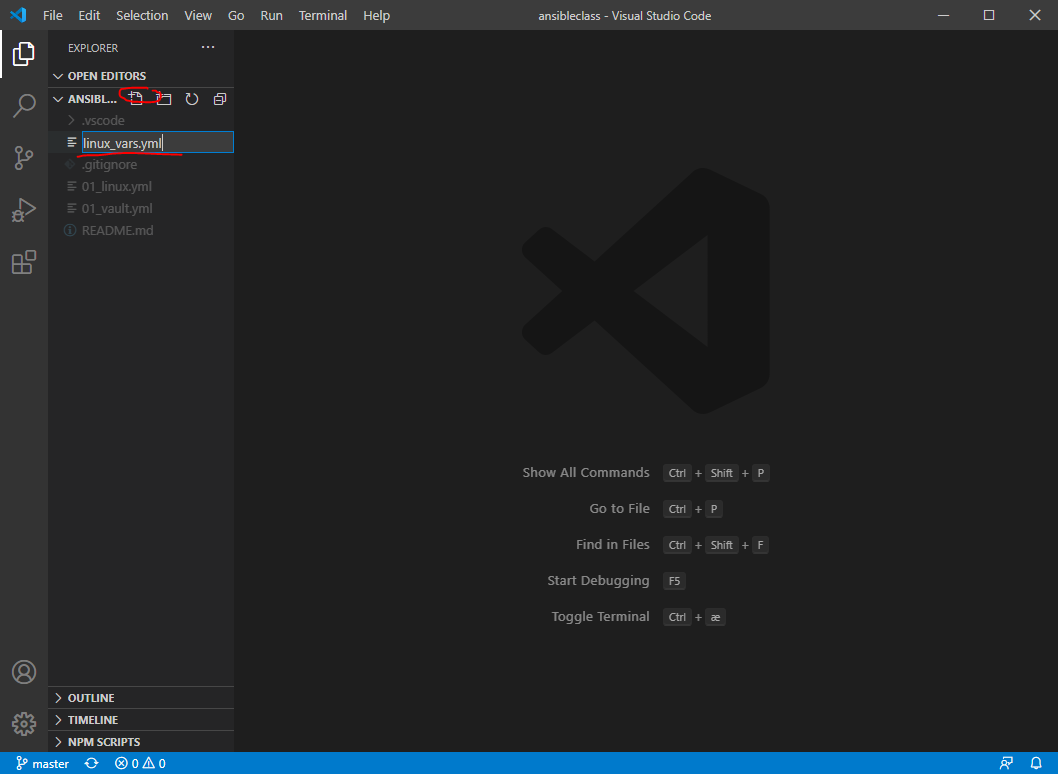 File Edit Selection View Go Run Terminal Help ansibleclass - Visual Studio Code
EXPLORER ...
OPEN EDITORS
ANSIBL...
.vscode
linux_vars.yml
.gitignore
01_linux.yml
01_vault.yml
README.md
Show All Commands Ctrl + Shift + P
Go to File Ctrl + P
Find in Files Ctrl + Shift + F
Start Debugging F5
Toggle Terminal Ctrl + æ
OUTLINE
TIMELINE
NPM SCRIPTS
master 0 0